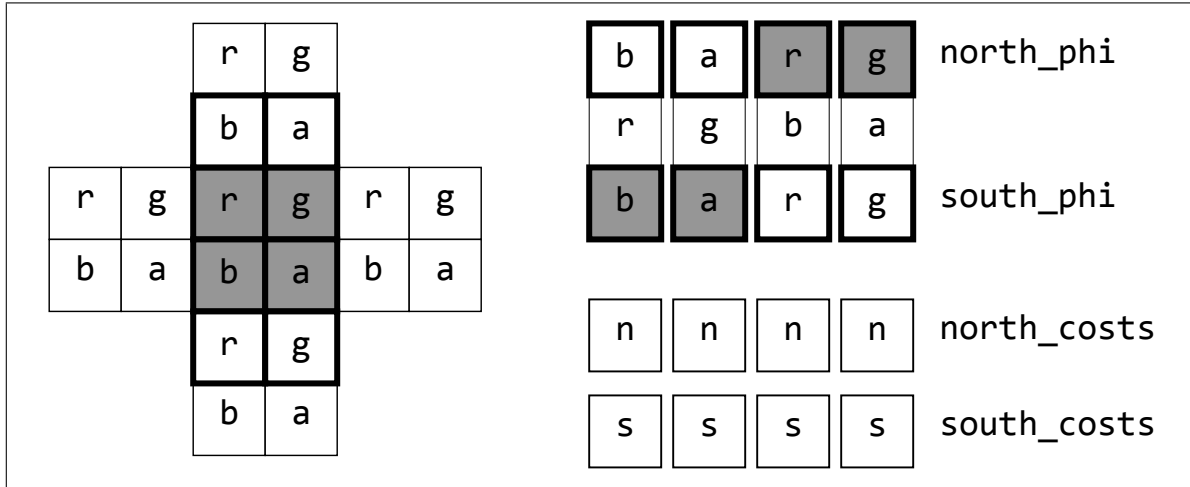 r g
b a
r g r g r g
b a b a b a
r g
b a
b a r g north_phi
r g b a
b a r g south_phi
n n n n north_costs
s s s s south_costs